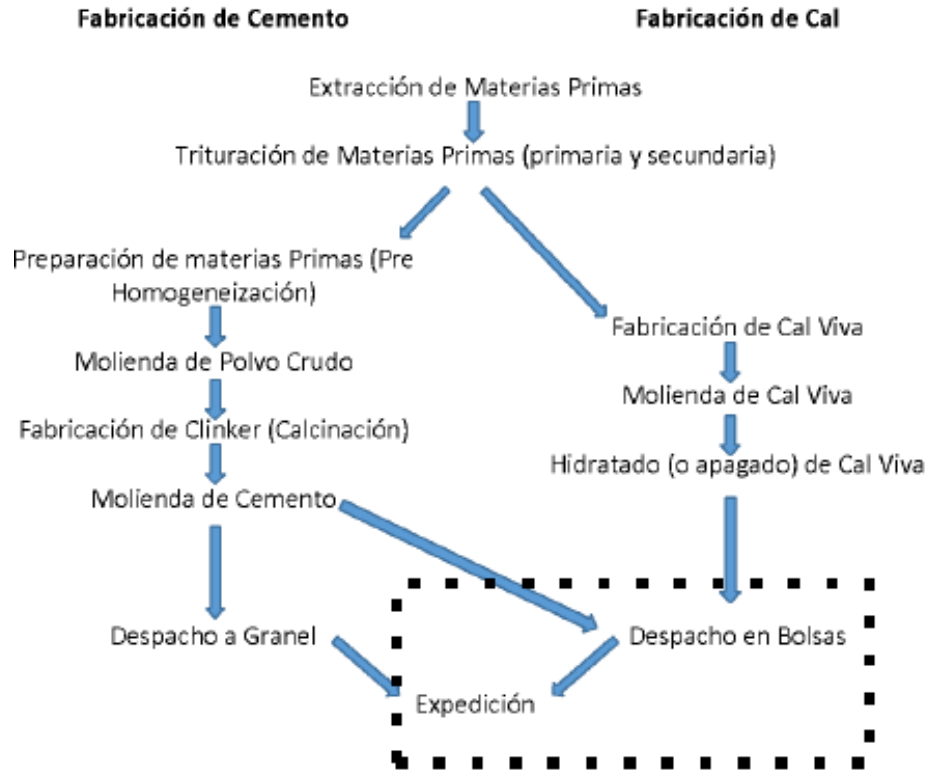 Fabricación de Cemento
Fabricación de Cal
Extracción de Materias Primas
Trituración de Materias Primas (primaria y secundaria)
Preparación de materias Primas (Pre
Homogeneización)
Molienda de Polvo Crudo
Fabricación de Clinker (Calcinación)
Molienda de Cemento
Fabricación de Cal Viva
Molienda de Cal Viva
Hidratado (o apagado) de Cal Viva
Despacho a Granel
Despacho en Bolsas
Expedición